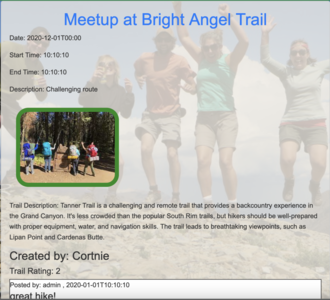 Meetup at Bright Angel Trail
Date: 2020-12-01T00:00
Start Time: 10:10:10
End Time: 10:10:10
Description: Challenging route
Trail Description: Tanner Trail is a challenging and remote trail that provides a backcountry experience in
the Grand Canyon. It's less crowded than the popular South Rim trails, but hikers should be well-prepared
with proper equipment, water, and navigation skills. The trail leads to breathtaking viewpoints, such as
Lipan Point and Cardenas Butte.
Created by: Cortnie
Trail Rating: 2
Posted by: admin , 2020-01-01T10:10:10
great hike!